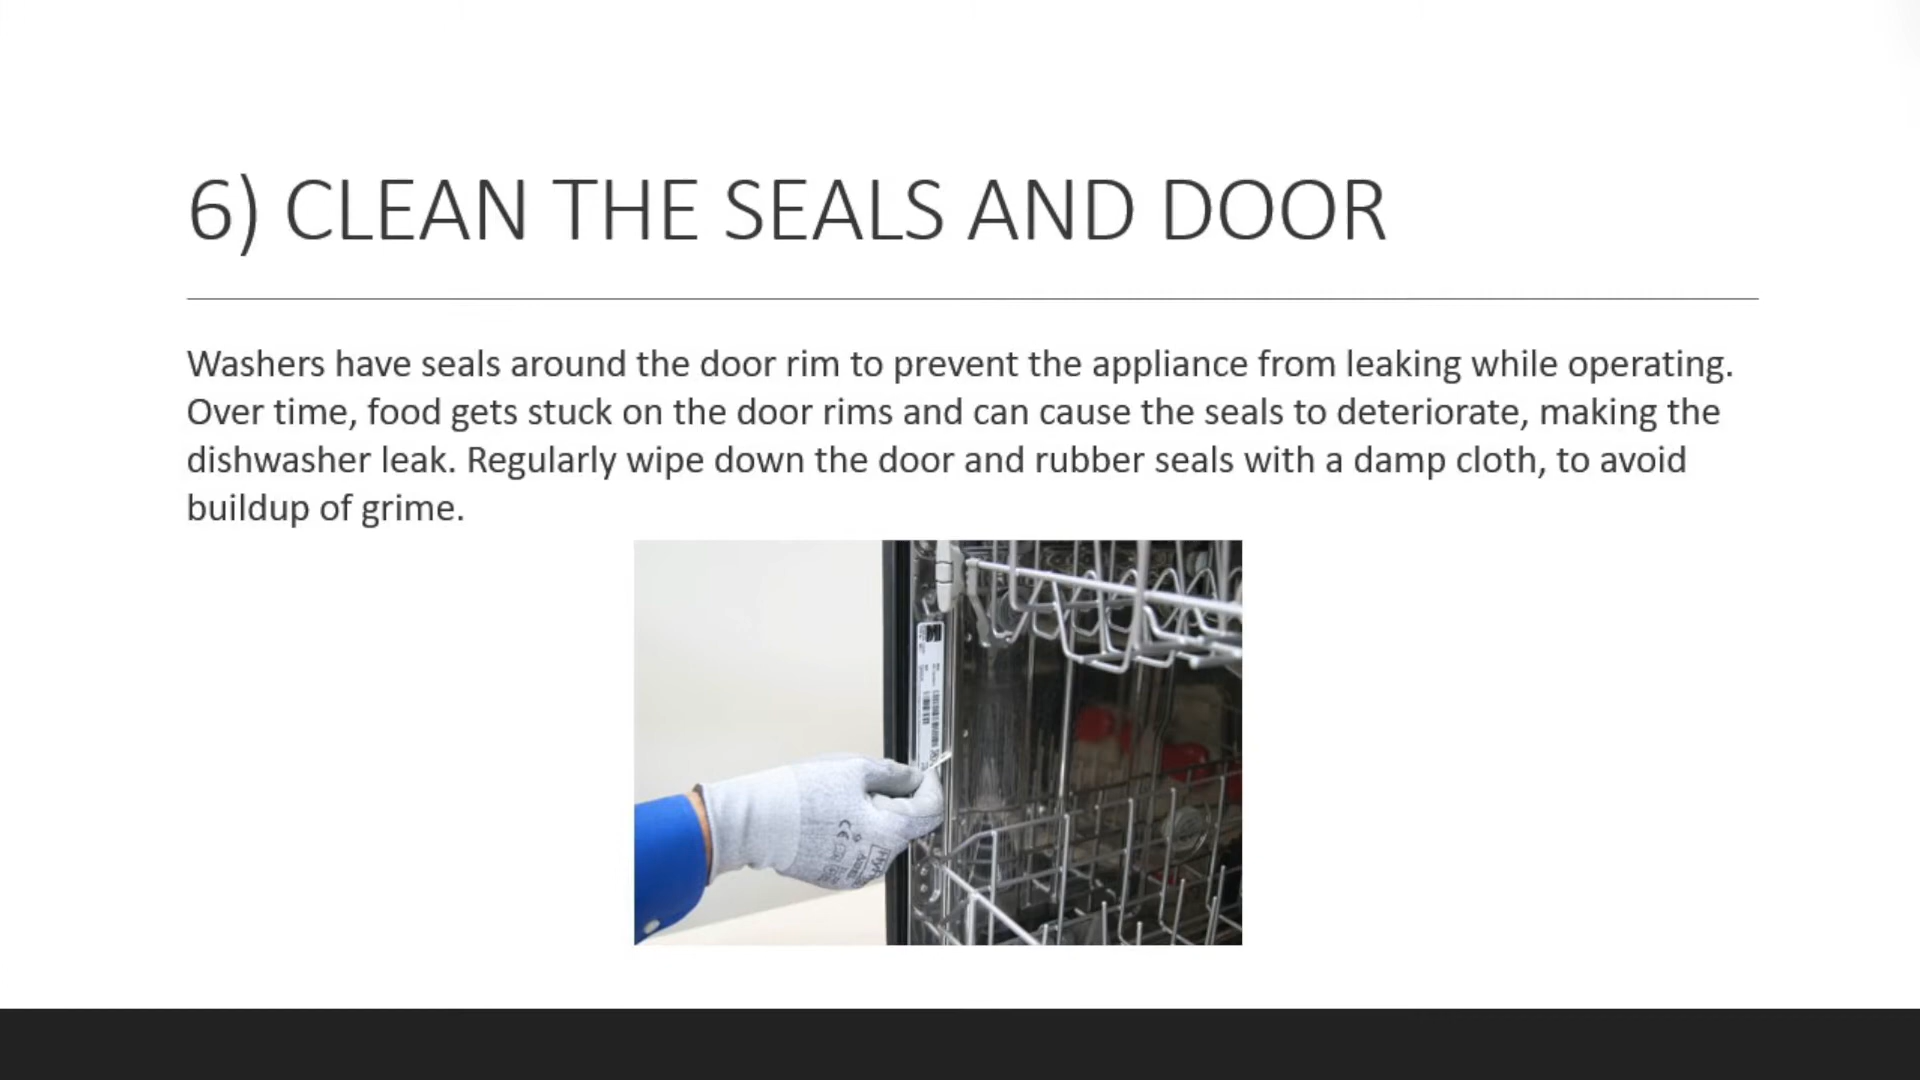 6) CLEAN THE SEALS AND DOOR
Washers have seals around the door rim to prevent the appliance from leaking while operating.
Over time, food gets stuck on the door rims and can cause the seals to deteriorate, making the
dishwasher leak. Regularly wipe down the door and rubber seals with a damp cloth, to avoid
buildup of grime.
CE